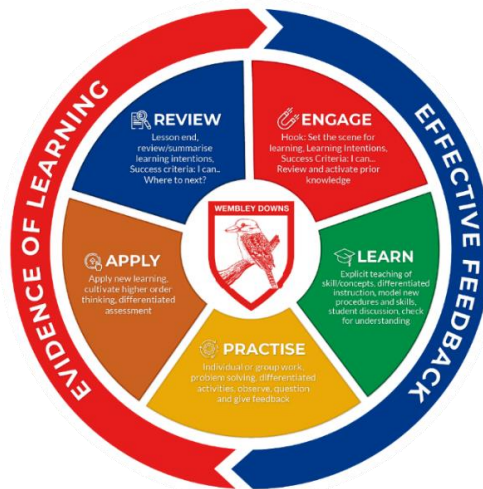 EVIDENCE OF LEARNING
EFFECTIVE FEEDBACK
REVIEW
Lesson end,
review/summarise
learning intentions,
Success criteria: I can..
Where to next?
ENGAGE
Hook: Set the scene for
learning, Learning Intentions,
Success Criteria: I can...
Review and activate prior
knowledge
WEMBLEY DOWNS
APPLY
Apply new learning,
cultivate higher order
thinking, differentiated
assessment
LEARN
Explicit teaching of
skill/concepts, differentiated
instruction, model new
procedures and skills,
student discussion, check
for understanding
PRACTISE
Individual or group work,
problem solving, differentiated
activities, observe, question
and give feedback